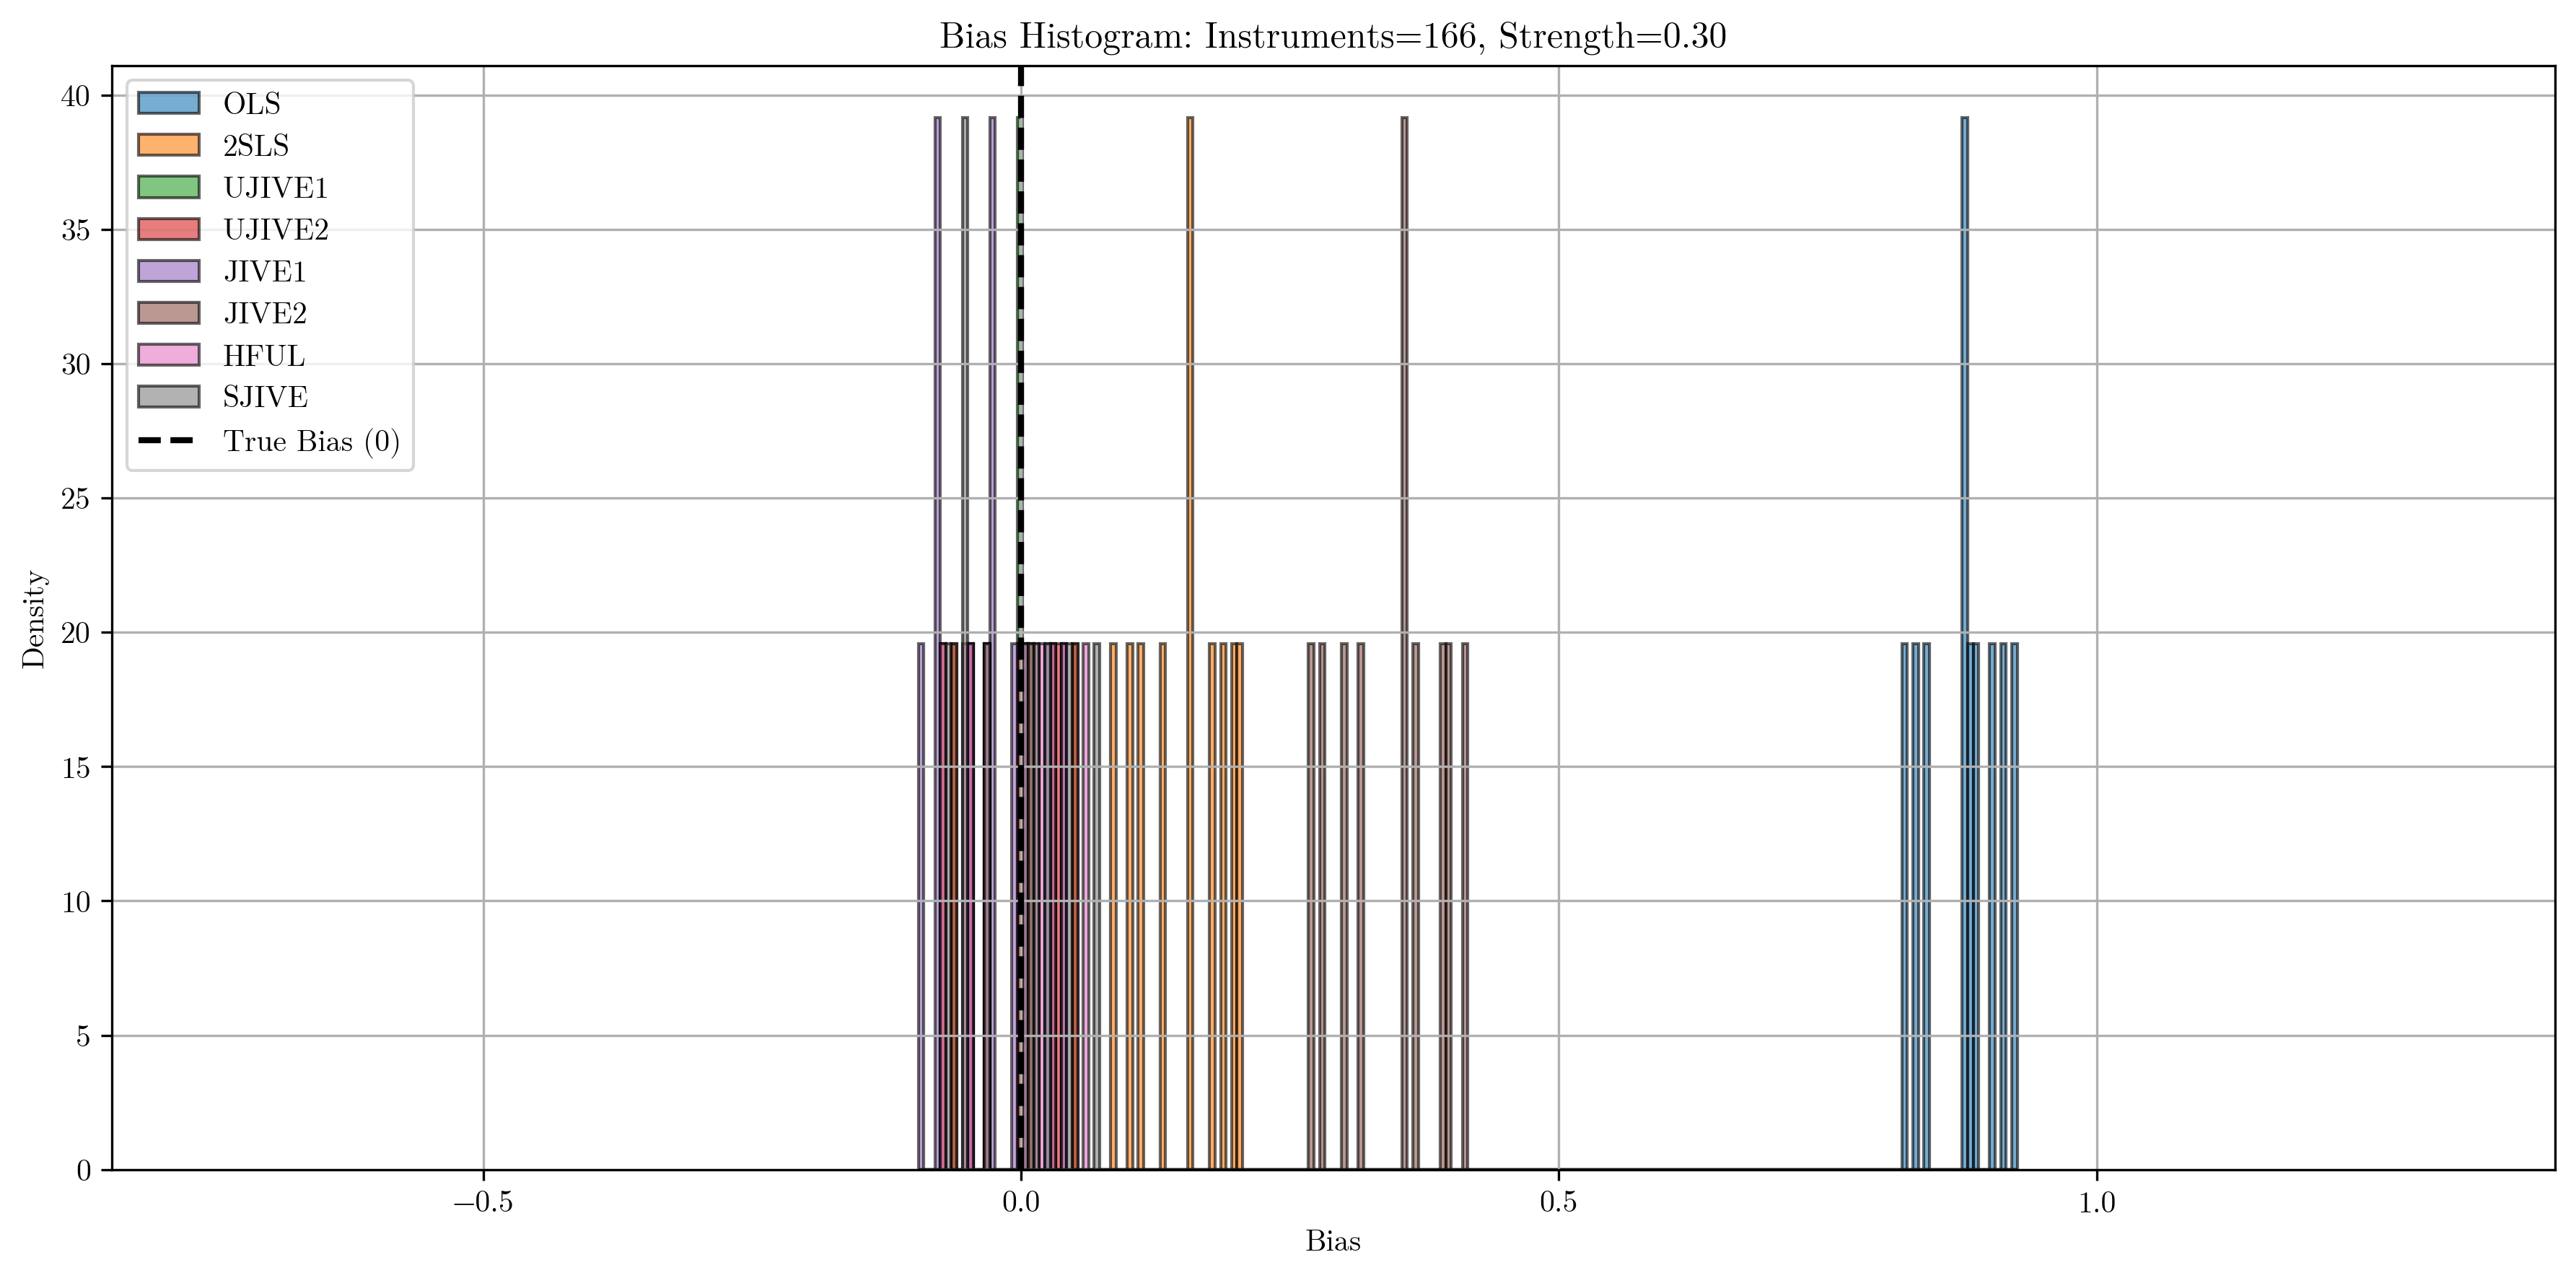 Bias Histogram: Instruments=166, Strength=0.30
OLS
2SLS
UJIVE1
UJIVE2
JIVE1
JIVE2
HFUL
SJIVE
True Bias (0)
40
35
30
25
20
15
10
5
0
Density
−0.5
0.0
0.5
1.0
Bias